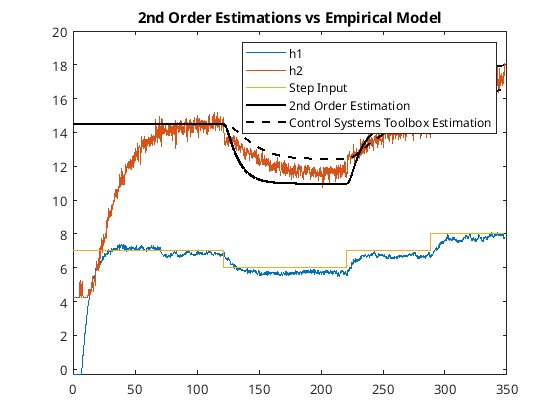 2nd Order Estimations vs Empirical Model
20
18
16
14
12
10
8
6
4
2
0
h1
h2
Step Input
2nd Order Estimation
Control Systems Toolbox Estimation
0 50 100 150 200 250 300 350